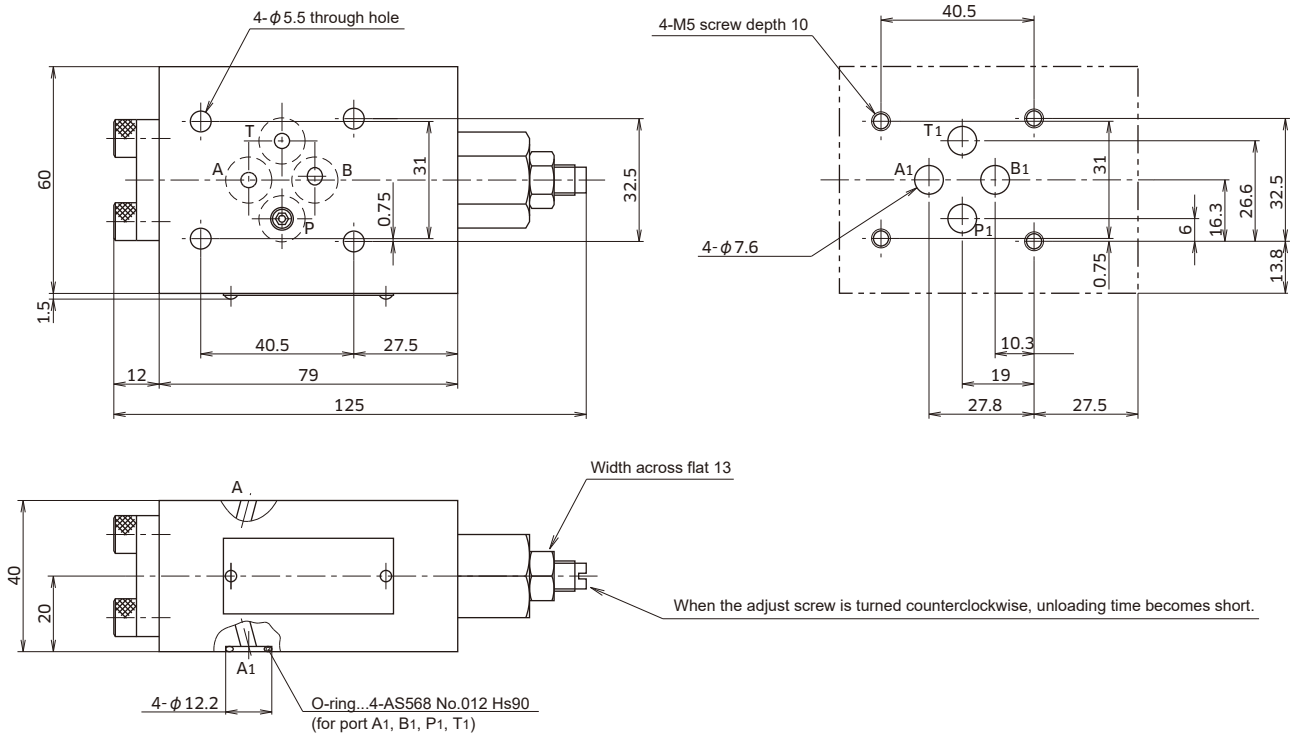 4-ϕ5.5 through hole
T
A
B
P
60
1.5
31
0.75
32.5
40.5
27.5
12
79
125
4-M5 screw depth 10
40.5
T1
A1
B1
P1
4-ϕ7.6
31
0.75
6
16.3
26.6
32.5
13.8
10.3
19
27.8
27.5
A
40
20
A1
4-ϕ12.2
O-ring...4-AS568 No.012 Hs90
(for port A1, B1, P1, T1)
Width across flat 13
When the adjust screw is turned counterclockwise, unloading time becomes short.